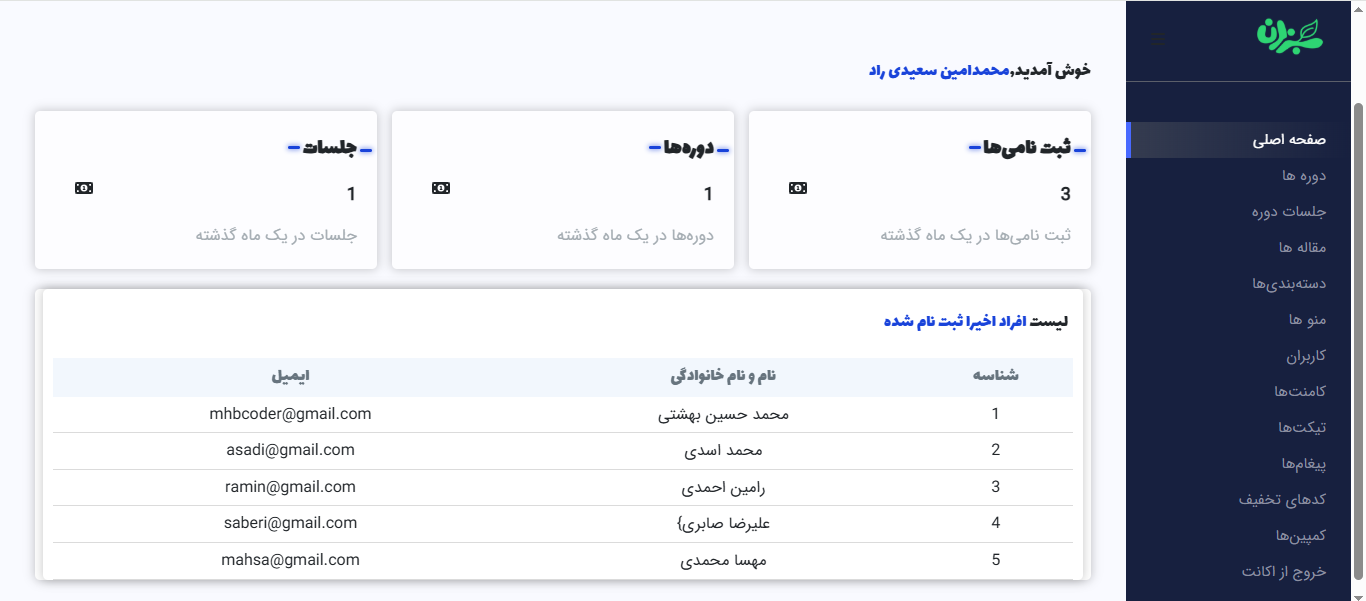 سبزران
صفحه اصلی
دوره ها
جلسات دوره
مقاله ها
دسته‌بندی‌ها
منو ها
کاربران
کامنت‌ها
تیکت‌ها
پیغام‌ها
کدهای تخفیف
کمپین‌ها
خروج از اکانت
خوش آمدید,محمدامین سعیدی راد
ثبت نامی‌ها
3
ثبت نامی‌ها در یک ماه گذشته
دوره‌ها
1
دوره‌ها در یک ماه گذشته
جلسات
1
جلسات در یک ماه گذشته
لیست افراد اخیرا ثبت نام شده
شناسه نام و نام خانوادگی ایمیل
1 محمد حسین بهشتی mhbcoder@gmail.com
2 محمد اسدی asadi@gmail.com
3 رامین احمدی ramin@gmail.com
4 علیرضا صابری} saberi@gmail.com
5 مهسا محمدی mahsa@gmail.com